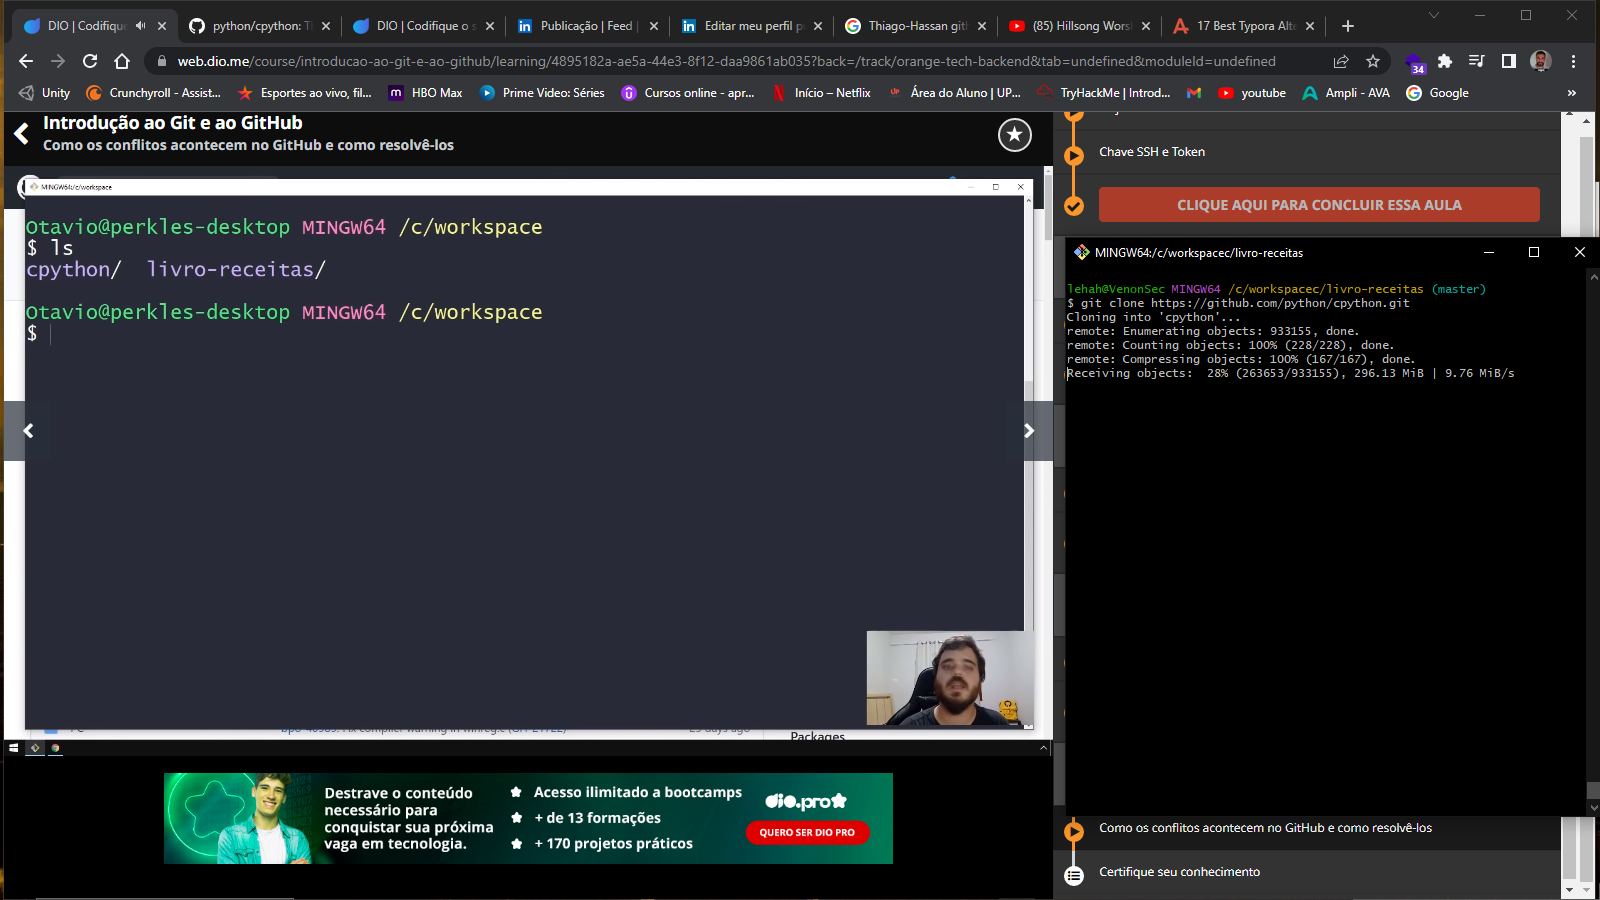 DIO | Codifique
python/cpython: Th
DIO | Codifique o s
Publicação | Feed |
Editar meu perfil p
Thiago-Hassan git
(85) Hillsong Wors
17 Best Typora Alte
web.dio.me/course/introducao-ao-git-e-ao-github/learning/4895182a-ae5a-44e3-8f12-daa9861ab035?back=/track/orange-tech-backend&tab=undefined&moduleId=undefined
34
Unity
Crunchyroll - Assist...
Esportes ao vivo, fil...
HBO Max
Prime Video: Séries
Cursos online - apr...
Início – Netflix
Área do Aluno | UP...
TryHackMe | Introd...
youtube
Ampli - AVA
Google
»
Introdução ao Git e ao GitHub
Como os conflitos acontecem no GitHub e como resolvê-los
MINGW64:/c/workspace
Otavio@perkles-desktop MINGW64 /c/workspace
$ ls
cpython/ livro-receitas/
Otavio@perkles-desktop MINGW64 /c/workspace
$
Packages
Destrave o conteúdo
necessário para
conquistar sua próxima
vaga em tecnologia.
Acesso ilimitado a bootcamps
+ de 13 formações
+ 170 projetos práticos
dio.pro
QUERO SER DIO PRO
Chave SSH e Token
CLIQUE AQUI PARA CONCLUIR ESSA AULA
MINGW64:/c/workspacec/livro-receitas
lehah@VenonSec MINGW64 /c/workspacec/livro-receitas (master)
$ git clone https://github.com/python/cpython.git
Cloning into 'cpython'...
remote: Enumerating objects: 933155, done.
remote: Counting objects: 100% (228/228), done.
remote: Compressing objects: 100% (167/167), done.
Receiving objects:  28% (263653/933155), 296.13 MiB | 9.76 MiB/s
Como os conflitos acontecem no GitHub e como resolvê-los
Certifique seu conhecimento